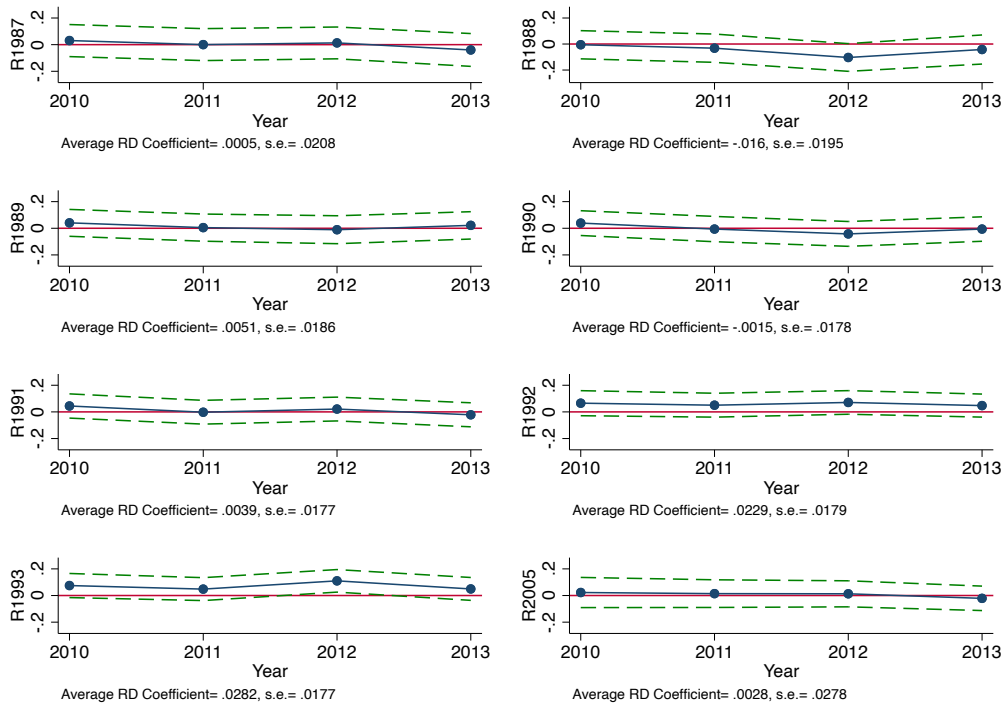 R1987
.2
0
-.2
2010 2011 2012 2013
Year
Average RD Coefficient= .0005, s.e.= .0208
R1988
.2
0
-.2
2010 2011 2012 2013
Year
Average RD Coefficient= -.016, s.e.= .0195
R1989
.2
0
-.2
2010 2011 2012 2013
Year
Average RD Coefficient= .0051, s.e.= .0186
R1990
.2
0
-.2
2010 2011 2012 2013
Year
Average RD Coefficient= -.0015, s.e.= .0178
R1991
.2
0
-.2
2010 2011 2012 2013
Year
Average RD Coefficient= .0039, s.e.= .0177
R1992
.2
0
-.2
2010 2011 2012 2013
Year
Average RD Coefficient= .0229, s.e.= .0179
R1993
.2
0
-.2
2010 2011 2012 2013
Year
Average RD Coefficient= .0282, s.e.= .0177
R2005
.2
0
-.2
2010 2011 2012 2013
Year
Average RD Coefficient= .0028, s.e.= .0278